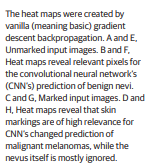 The heat maps were created by
vanilla (meaning basic) gradient
descent backpropagation. A and E,
Unmarked input images. B and F,
Heat maps reveal relevant pixels for
the convolutional neural network's
(CNN's) prediction of benign nevi.
C and G, Marked input images. D and
H, Heat maps reveal that skin
markings are of high relevance for
CNN's changed prediction of
malignant melanomas, while the
nevus itself is mostly ignored.